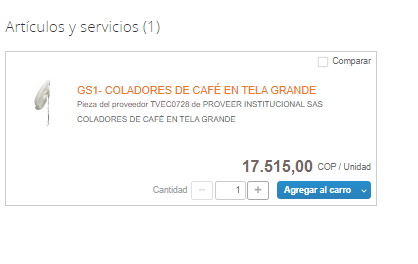 Artículos y servicios (1)
Comparar
GS1- COLADORES DE CAFÉ EN TELA GRANDE
Pieza del proveedor TVEC0728 de PROVEER INSTITUCIONAL SAS
COLADORES DE CAFÉ EN TELA GRANDE
17.515,00 COP / Unidad
Cantidad − 1 + Agregar al carro